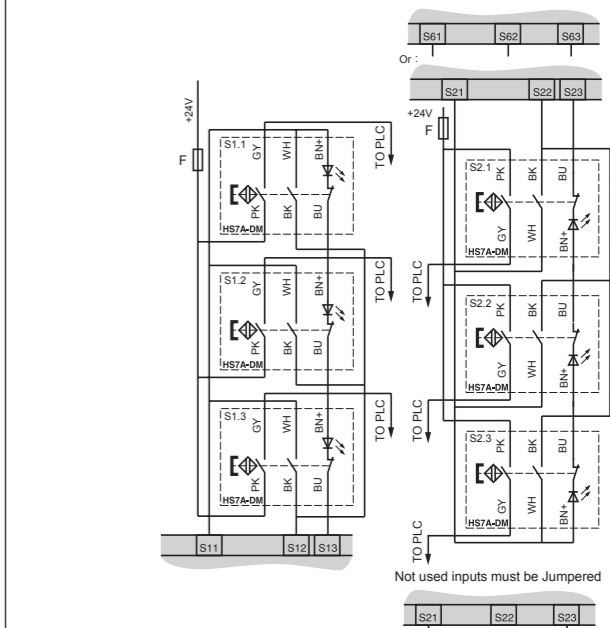 S61 S62 S63
Or :
S21 S22 S23
+24V
F
S1.1 GY WH BN+
PK BK BU
HS7A-DM
TO PLC
S1.2 GY WH BN+
PK BK BU
HS7A-DM
TO PLC
S1.3 GY WH BN+
PK BK BU
HS7A-DM
TO PLC
S11 S12 S13
+24V
F
S2.1 PK BK BU
GY WH BN+
HS7A-DM
TO PLC
S2.2 PK BK BU
GY WH BN+
HS7A-DM
TO PLC
S2.3 PK BK BU
GY WH BN+
HS7A-DM
TO PLC
Not used inputs must be Jumpered
S21 S22 S23